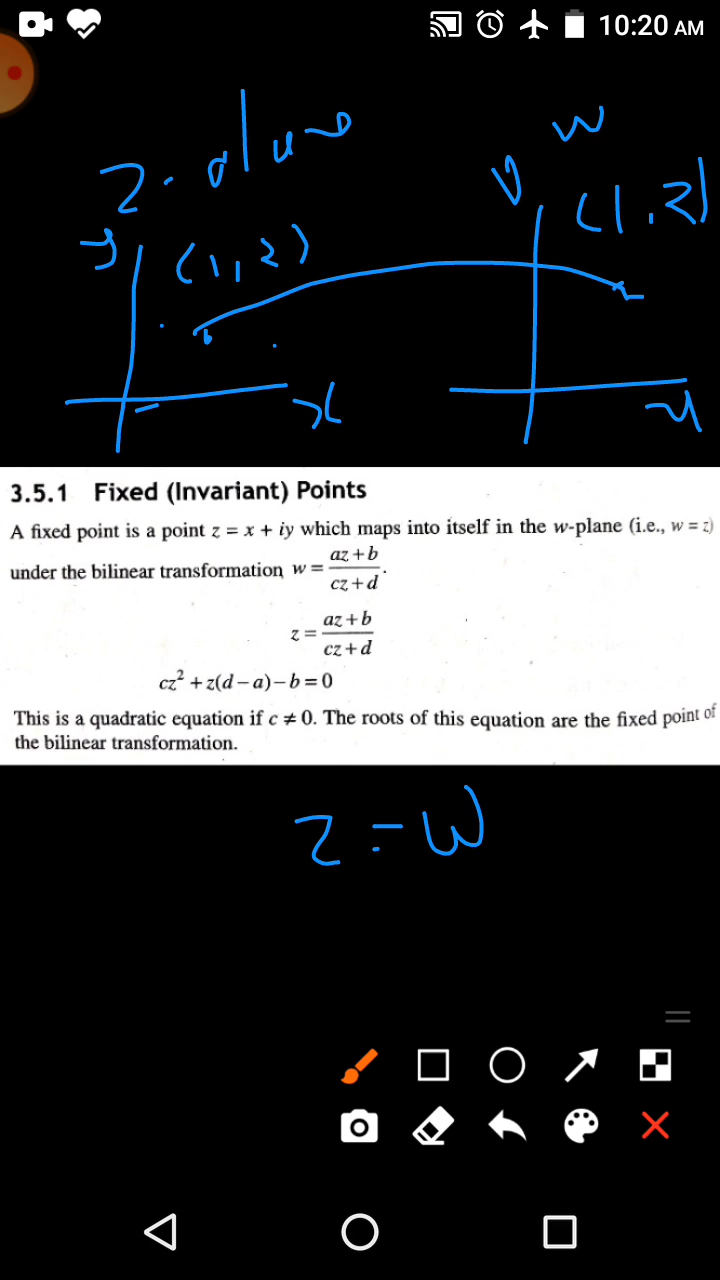 10:20 AM
z-plane w
y (1,2) v (1,2)
x u
3.5.1 Fixed (Invariant) Points
A fixed point is a point z = x + iy which maps into itself in the w-plane (i.e., w = z)
under the bilinear transformation w = az+b / cz+d .
z = az+b / cz+d
cz² + z(d – a) – b = 0
This is a quadratic equation if c ≠ 0. The roots of this equation are the fixed point of
the bilinear transformation.
z = w